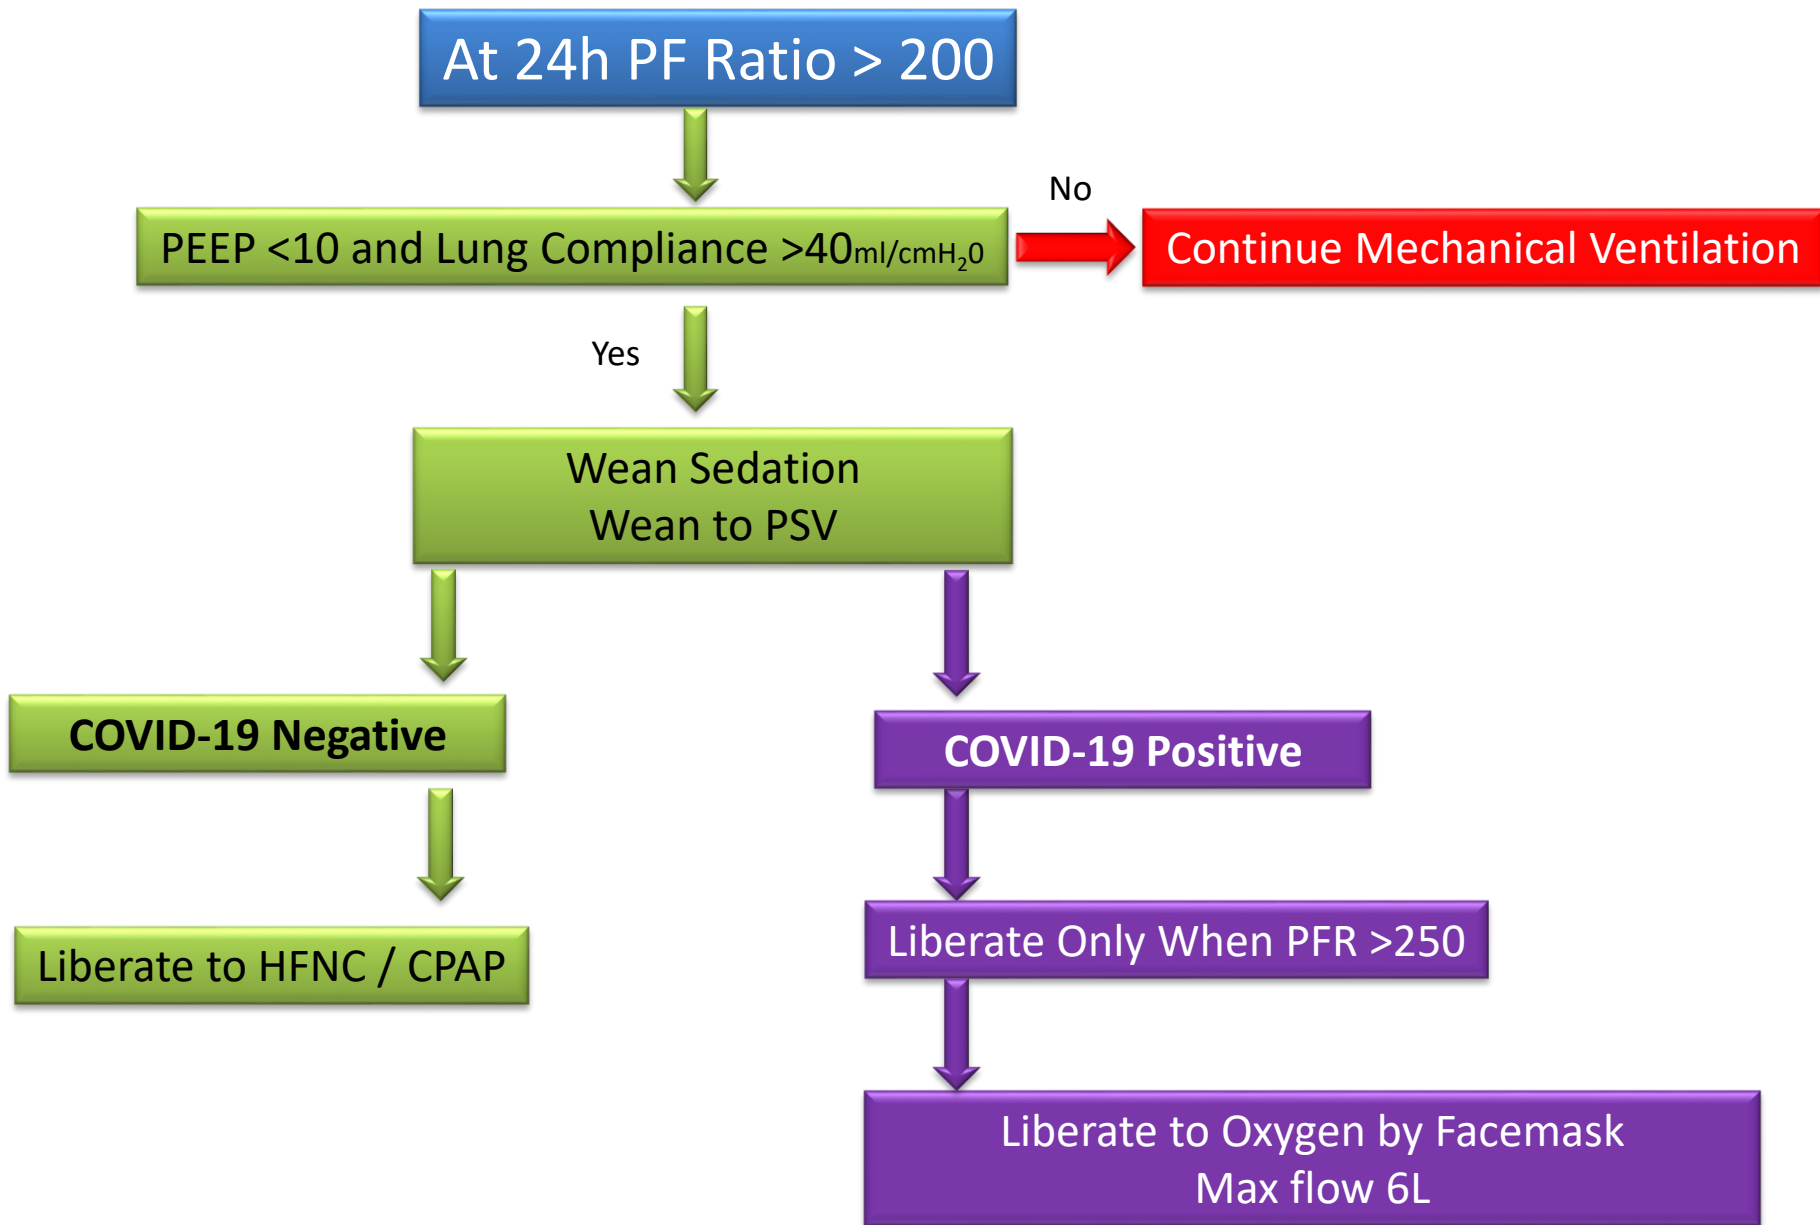 At 24h PF Ratio > 200
No
PEEP <10 and Lung Compliance >40ml/cmH₂0
Continue Mechanical Ventilation
Yes
Wean Sedation
Wean to PSV
COVID-19 Negative
COVID-19 Positive
Liberate Only When PFR >250
Liberate to HFNC / CPAP
Liberate to Oxygen by Facemask
Max flow 6L